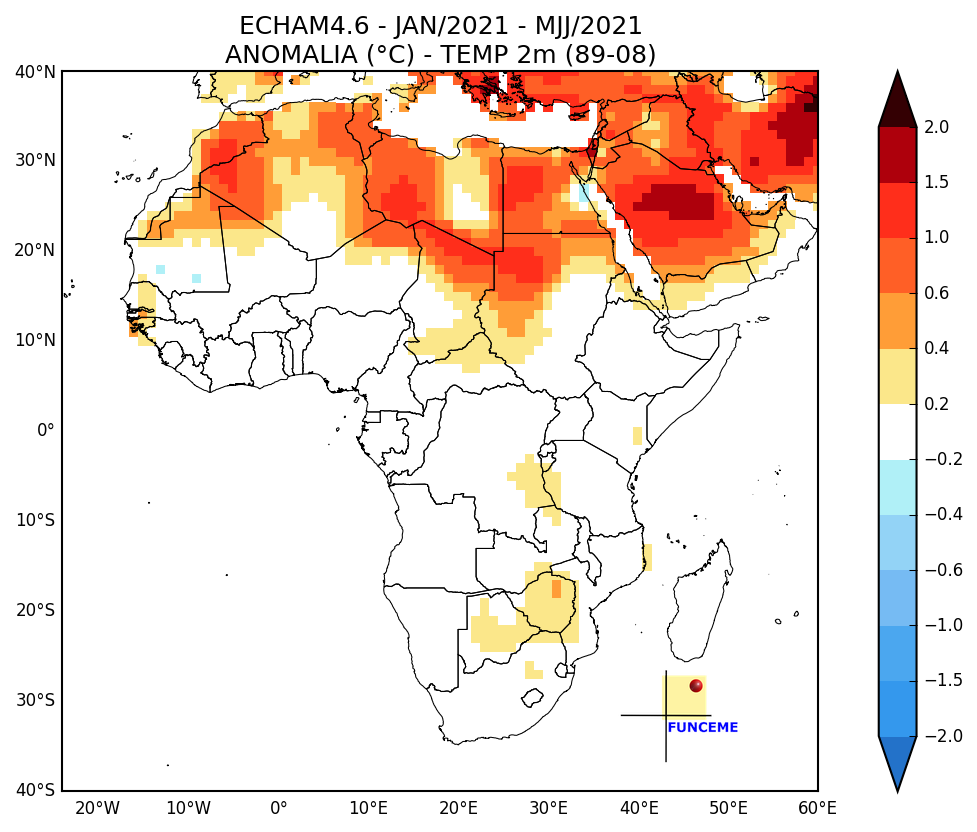 ECHAM4.6 - JAN/2021 - MJJ/2021
ANOMALIA (°C) - TEMP 2m (89-08)
40°N
30°N
20°N
10°N
0°
10°S
20°S
30°S
40°S
20°W
10°W
0°
10°E
20°E
30°E
40°E
50°E
60°E
2.0
1.5
1.0
0.6
0.4
0.2
−0.2
−0.4
−0.6
−1.0
−1.5
−2.0
FUNCEME